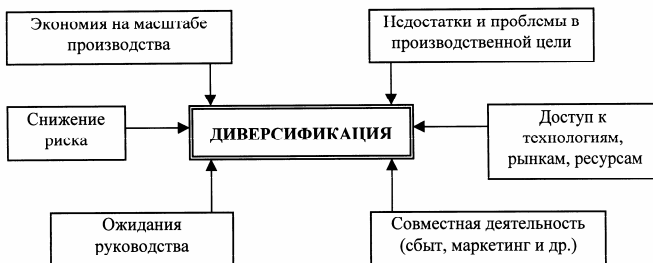 Экономия на масштабе
производства
Недостатки и проблемы в
производственной цели
Снижение
риска
ДИВЕРСИФИКАЦИЯ
Доступ к
технологиям,
рынкам, ресурсам
Ожидания
руководства
Совместная деятельность
(сбыт, маркетинг и др.)